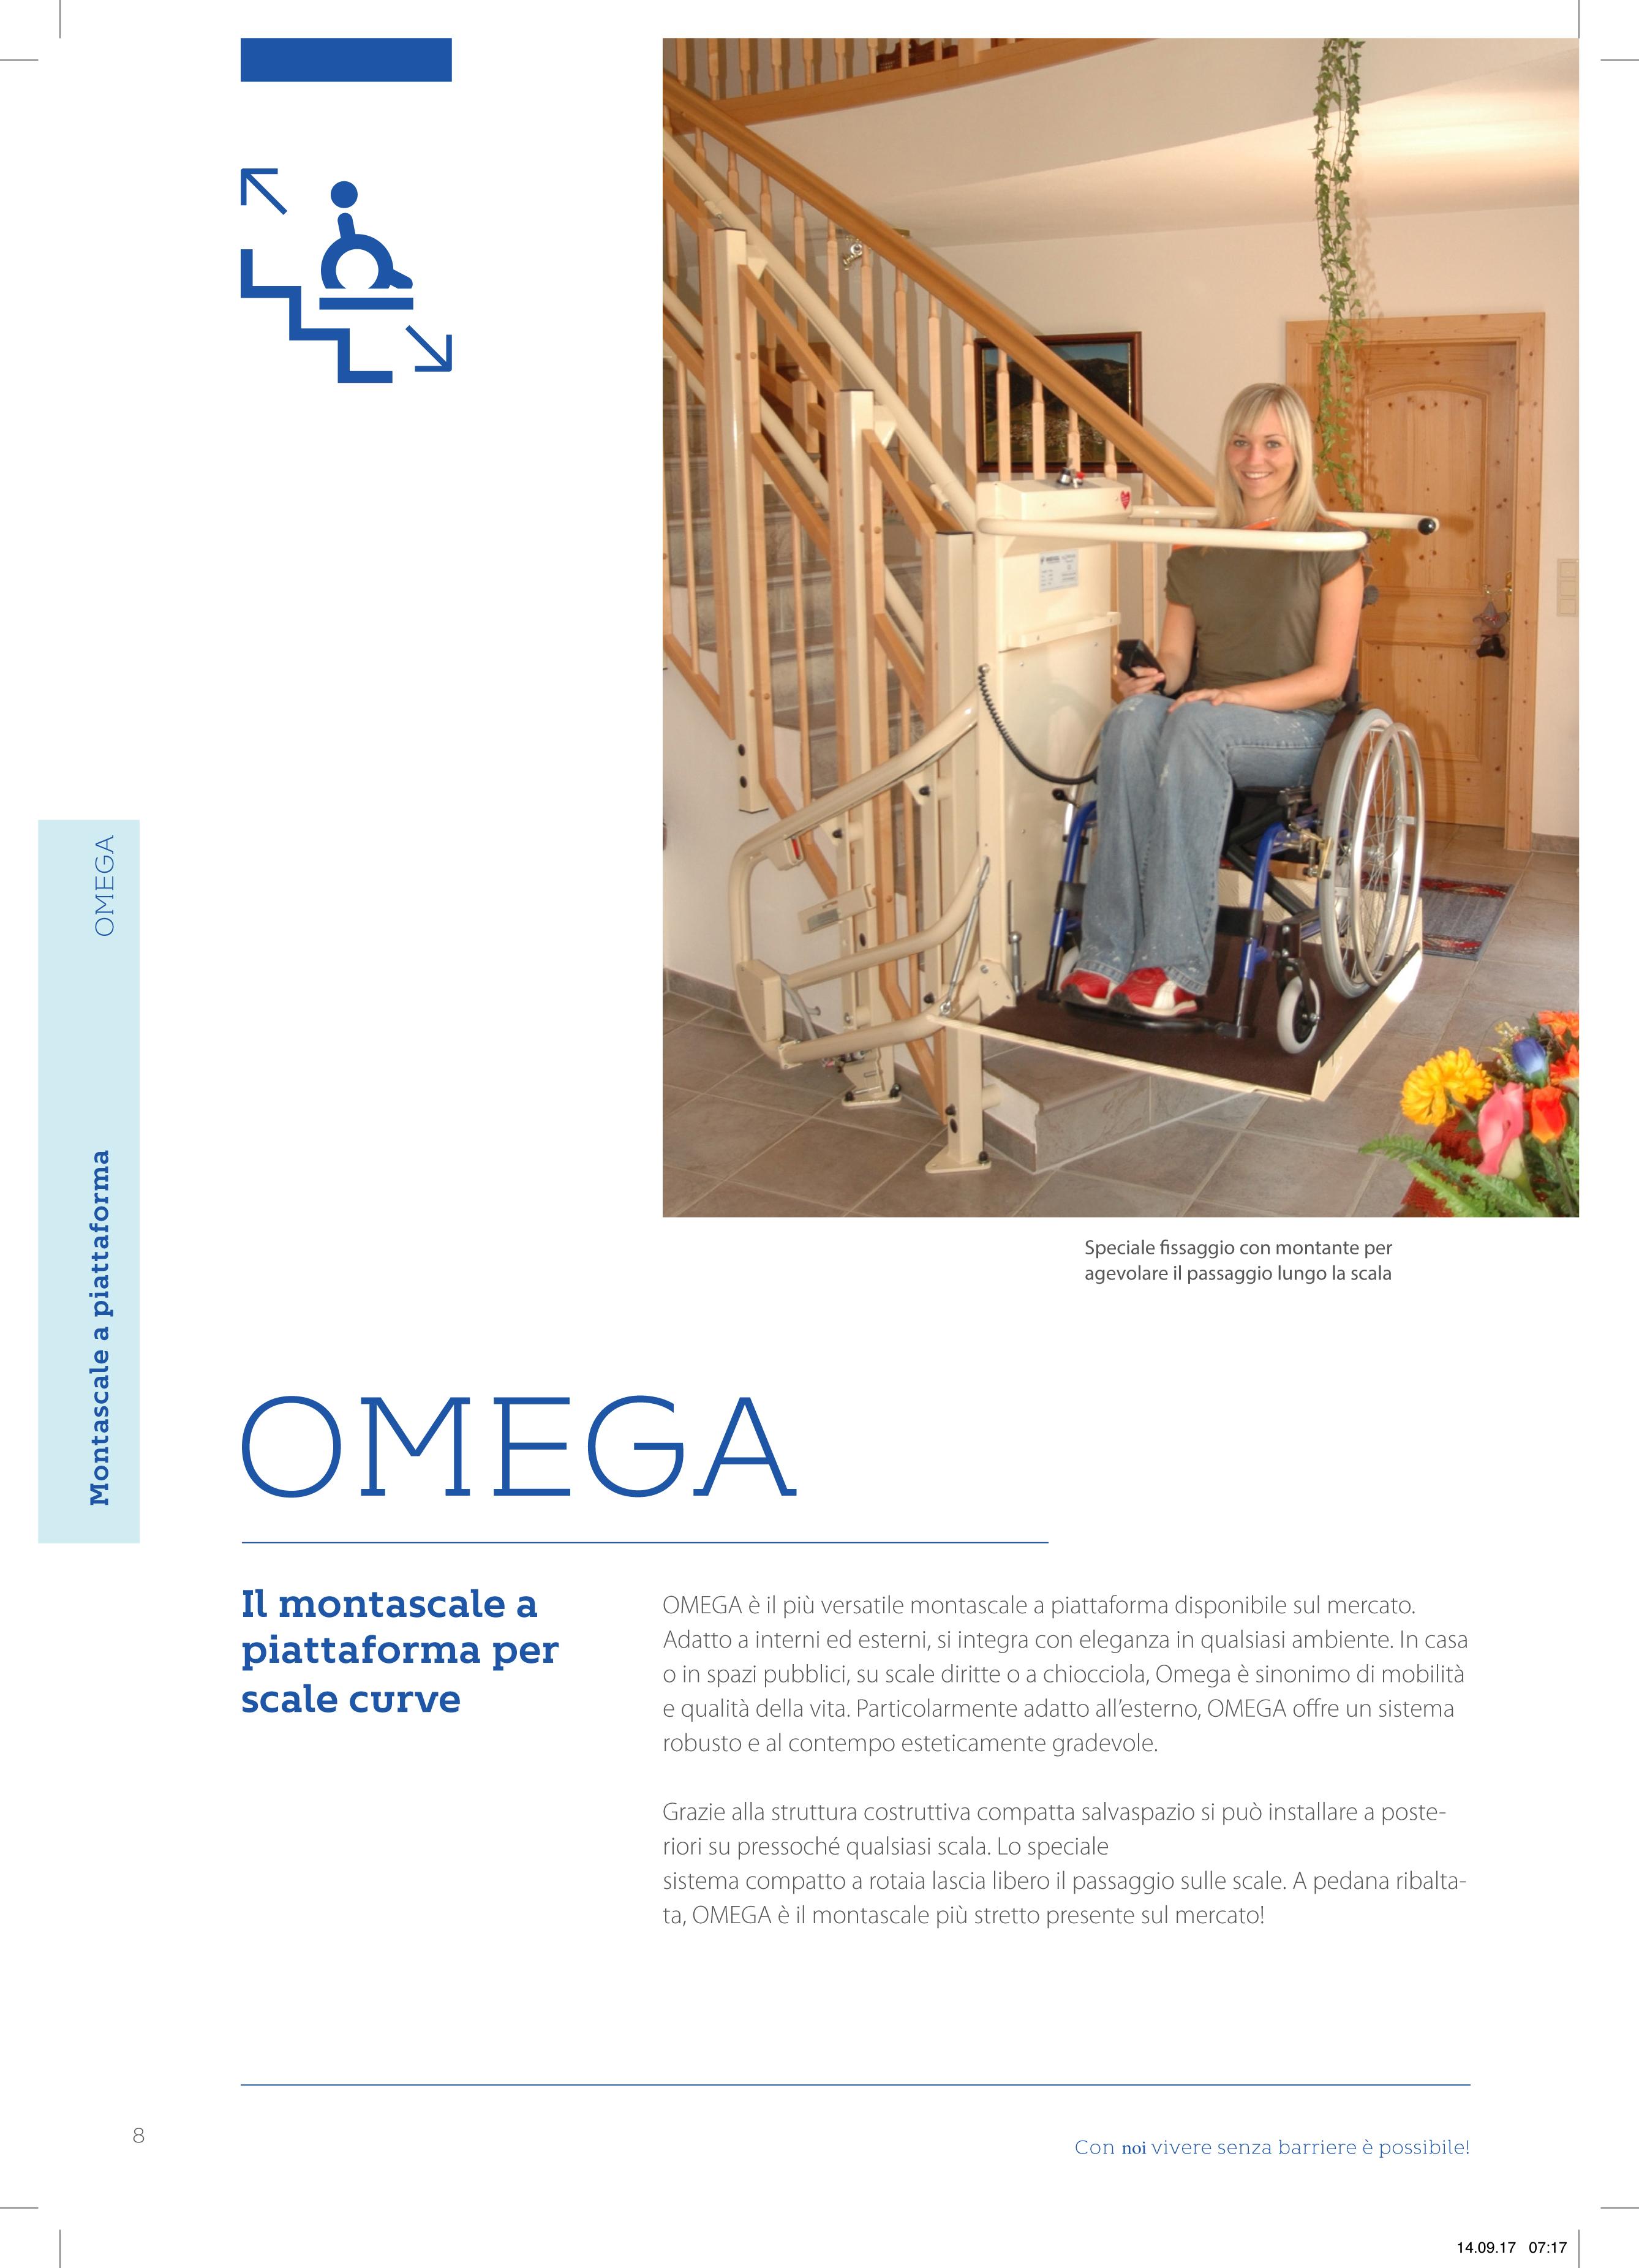 OMEGA
Montascale a piattaforma
Speciale fissaggio con montante per
agevolare il passaggio lungo la scala
OMEGA
Il montascale a
piattaforma per
scale curve
OMEGA è il più versatile montascale a piattaforma disponibile sul mercato.
Adatto a interni ed esterni, si integra con eleganza in qualsiasi ambiente. In casa
o in spazi pubblici, su scale diritte o a chiocciola, Omega è sinonimo di mobilità
e qualità della vita. Particolarmente adatto all’esterno, OMEGA offre un sistema
robusto e al contempo esteticamente gradevole.
Grazie alla struttura costruttiva compatta salvaspazio si può installare a poste-
riori su pressoché qualsiasi scala. Lo speciale
sistema compatto a rotaia lascia libero il passaggio sulle scale. A pedana ribalta-
ta, OMEGA è il montascale più stretto presente sul mercato!
8
Con noi vivere senza barriere è possibile!
14.09.17 07:17